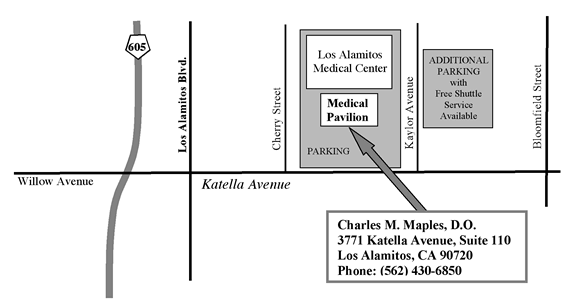 605
Los Alamitos Blvd.
Cherry Street
Los Alamitos
Medical Center
Medical
Pavilion
PARKING
Kaylor Avenue
ADDITIONAL
PARKING
with
Free Shuttle
Service
Available
Bloomfield Street
Willow Avenue
Katella Avenue
Charles M. Maples, D.O.
3771 Katella Avenue, Suite 110
Los Alamitos, CA 90720
Phone: (562) 430-6850